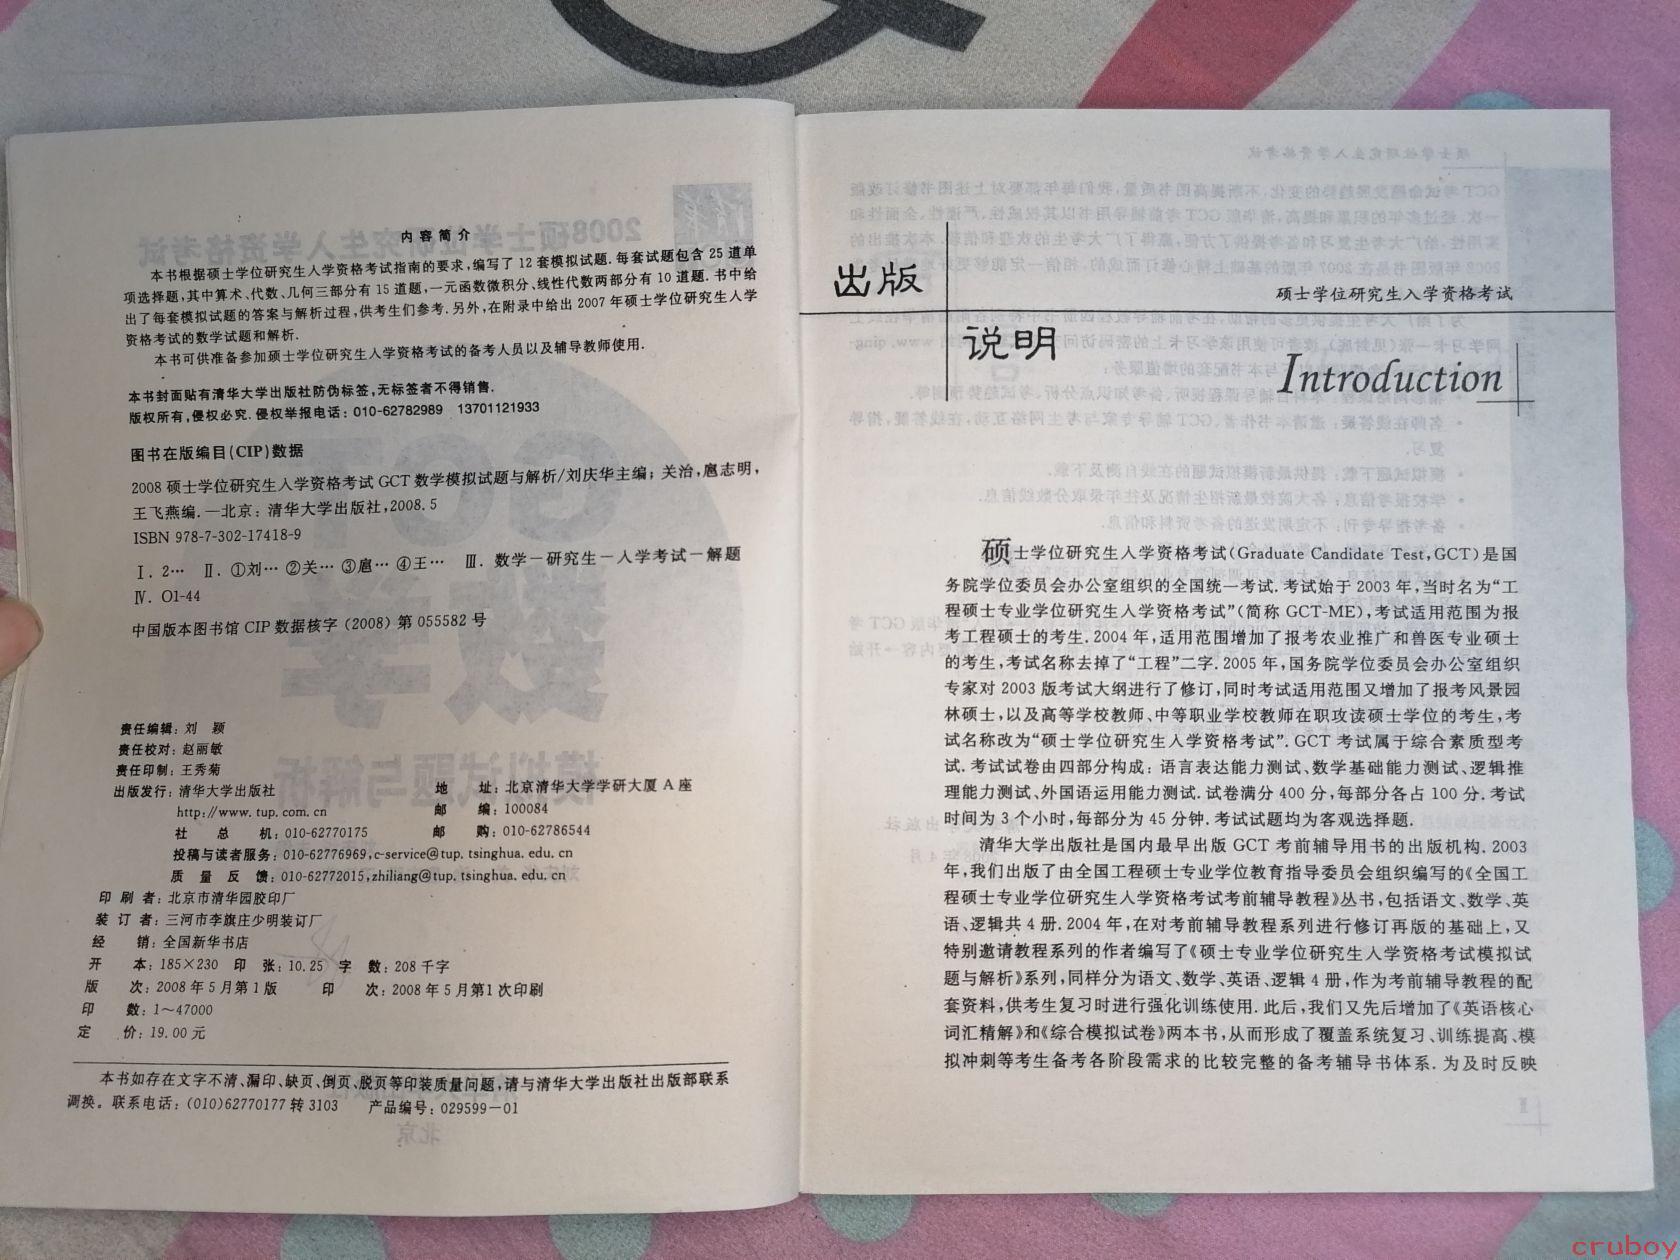 内容简介
本书根据硕士学位研究生入学资格考试指南的要求,编写了12套模拟试题.每套试题包含25道单
项选择题,其中算术、代数、几何三部分有15道题,一元函数微积分、线性代数两部分有10道题.书中给
出了每套模拟试题的答案与解析过程,供考生们参考.另外,在附录中给出2007年硕士学位研究生入学
资格考试的数学试题和解析.
本书可供准备参加硕士学位研究生入学资格考试的备考人员以及辅导教师使用.
本书封面贴有清华大学出版社防伪标签,无标签者不得销售.
版权所有,侵权必究.侵权举报电话:010-62782989 13701121933
图书在版编目(CIP)数据
2008硕士学位研究生入学资格考试GCT数学模拟试题与解析/刘庆华主编;关治,扈志明,
王飞燕编.—北京:清华大学出版社,2008.5
ISBN 978-7-302-17418-9
Ⅰ.2… Ⅱ.①刘… ②关… ③扈… ④王… Ⅲ.数学－研究生－入学考试－解题
Ⅳ.O1-44
中国版本图书馆CIP数据核字(2008)第055582号
责任编辑:刘 颖
责任校对:赵丽敏
责任印制:王秀菊
出版发行:清华大学出版社 地 址:北京清华大学学研大厦A座
http://www.tup.com.cn 邮 编:100084
社 总 机:010-62770175 邮 购:010-62786544
投稿与读者服务:010-62776969,c-service@tup.tsinghua.edu.cn
质 量 反 馈:010-62772015,zhiliang@tup.tsinghua.edu.cn
印 刷 者:北京市清华园胶印厂
装 订 者:三河市李旗庄少明装订厂
经 销:全国新华书店
开 本:185×230 印 张:10.25 字 数:208千字
版 次:2008年5月第1版 印 次:2008年5月第1次印刷
印 数:1～47000
定 价:19.00元
本书如存在文字不清、漏印、缺页、倒页、脱页等印装质量问题,请与清华大学出版社出版部联系
调换。联系电话:(010)62770177转3103 产品编号:029599－01
出版
硕士学位研究生入学资格考试
说明
Introduction
硕士学位研究生入学资格考试(Graduate Candidate Test,GCT)是国
务院学位委员会办公室组织的全国统一考试.考试始于2003年,当时名为“工
程硕士专业学位研究生入学资格考试”(简称GCT-ME),考试适用范围为报
考工程硕士的考生.2004年,适用范围增加了报考农业推广和兽医专业硕士
的考生,考试名称去掉了“工程”二字.2005年,国务院学位委员会办公室组织
专家对2003版考试大纲进行了修订,同时考试适用范围又增加了报考风景园
林硕士,以及高等学校教师、中等职业学校教师在职攻读硕士学位的考生,考
试名称改为“硕士学位研究生入学资格考试”.GCT考试属于综合素质型考
试.考试试卷由四部分构成:语言表达能力测试、数学基础能力测试、逻辑推
理能力测试、外国语运用能力测试.试卷满分400分,每部分各占100分.考试
时间为3个小时,每部分为45分钟.考试试题均为客观选择题.
清华大学出版社是国内最早出版GCT考前辅导用书的出版机构.2003
年,我们出版了由全国工程硕士专业学位教育指导委员会组织编写的《全国工
程硕士专业学位研究生入学资格考试考前辅导教程》丛书,包括语文、数学、英
语、逻辑共4册.2004年,在对考前辅导教程系列进行修订再版的基础上,又
特别邀请教程系列的作者编写了《硕士专业学位研究生入学资格考试模拟试
题与解析》系列,同样分为语文、数学、英语、逻辑4册,作为考前辅导教程的配
套资料,供考生复习时进行强化训练使用.此后,我们又先后增加了《英语核心
词汇精解》和《综合模拟试卷》两本书,从而形成了覆盖系统复习、训练提高、模
拟冲刺等考生备考各阶段需求的比较完整的备考辅导书体系.为及时反映
cruboy